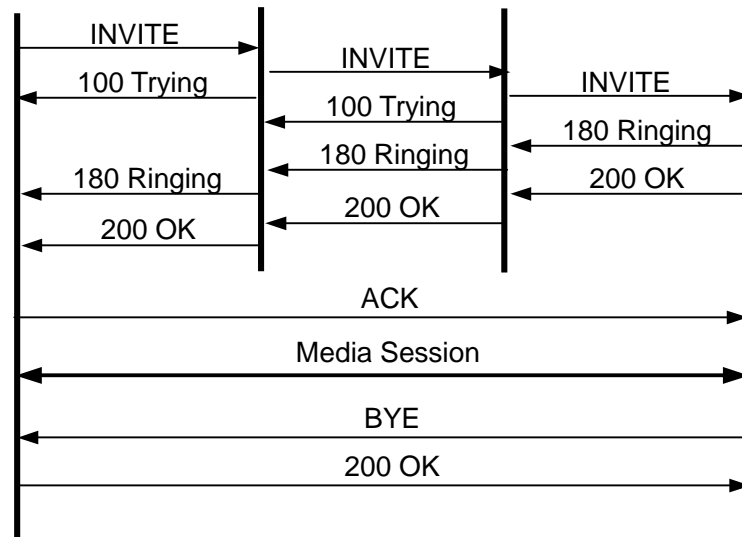 INVITE
INVITE
100 Trying
INVITE
100 Trying
180 Ringing
180 Ringing
180 Ringing
200 OK
200 OK
200 OK
ACK
Media Session
BYE
200 OK